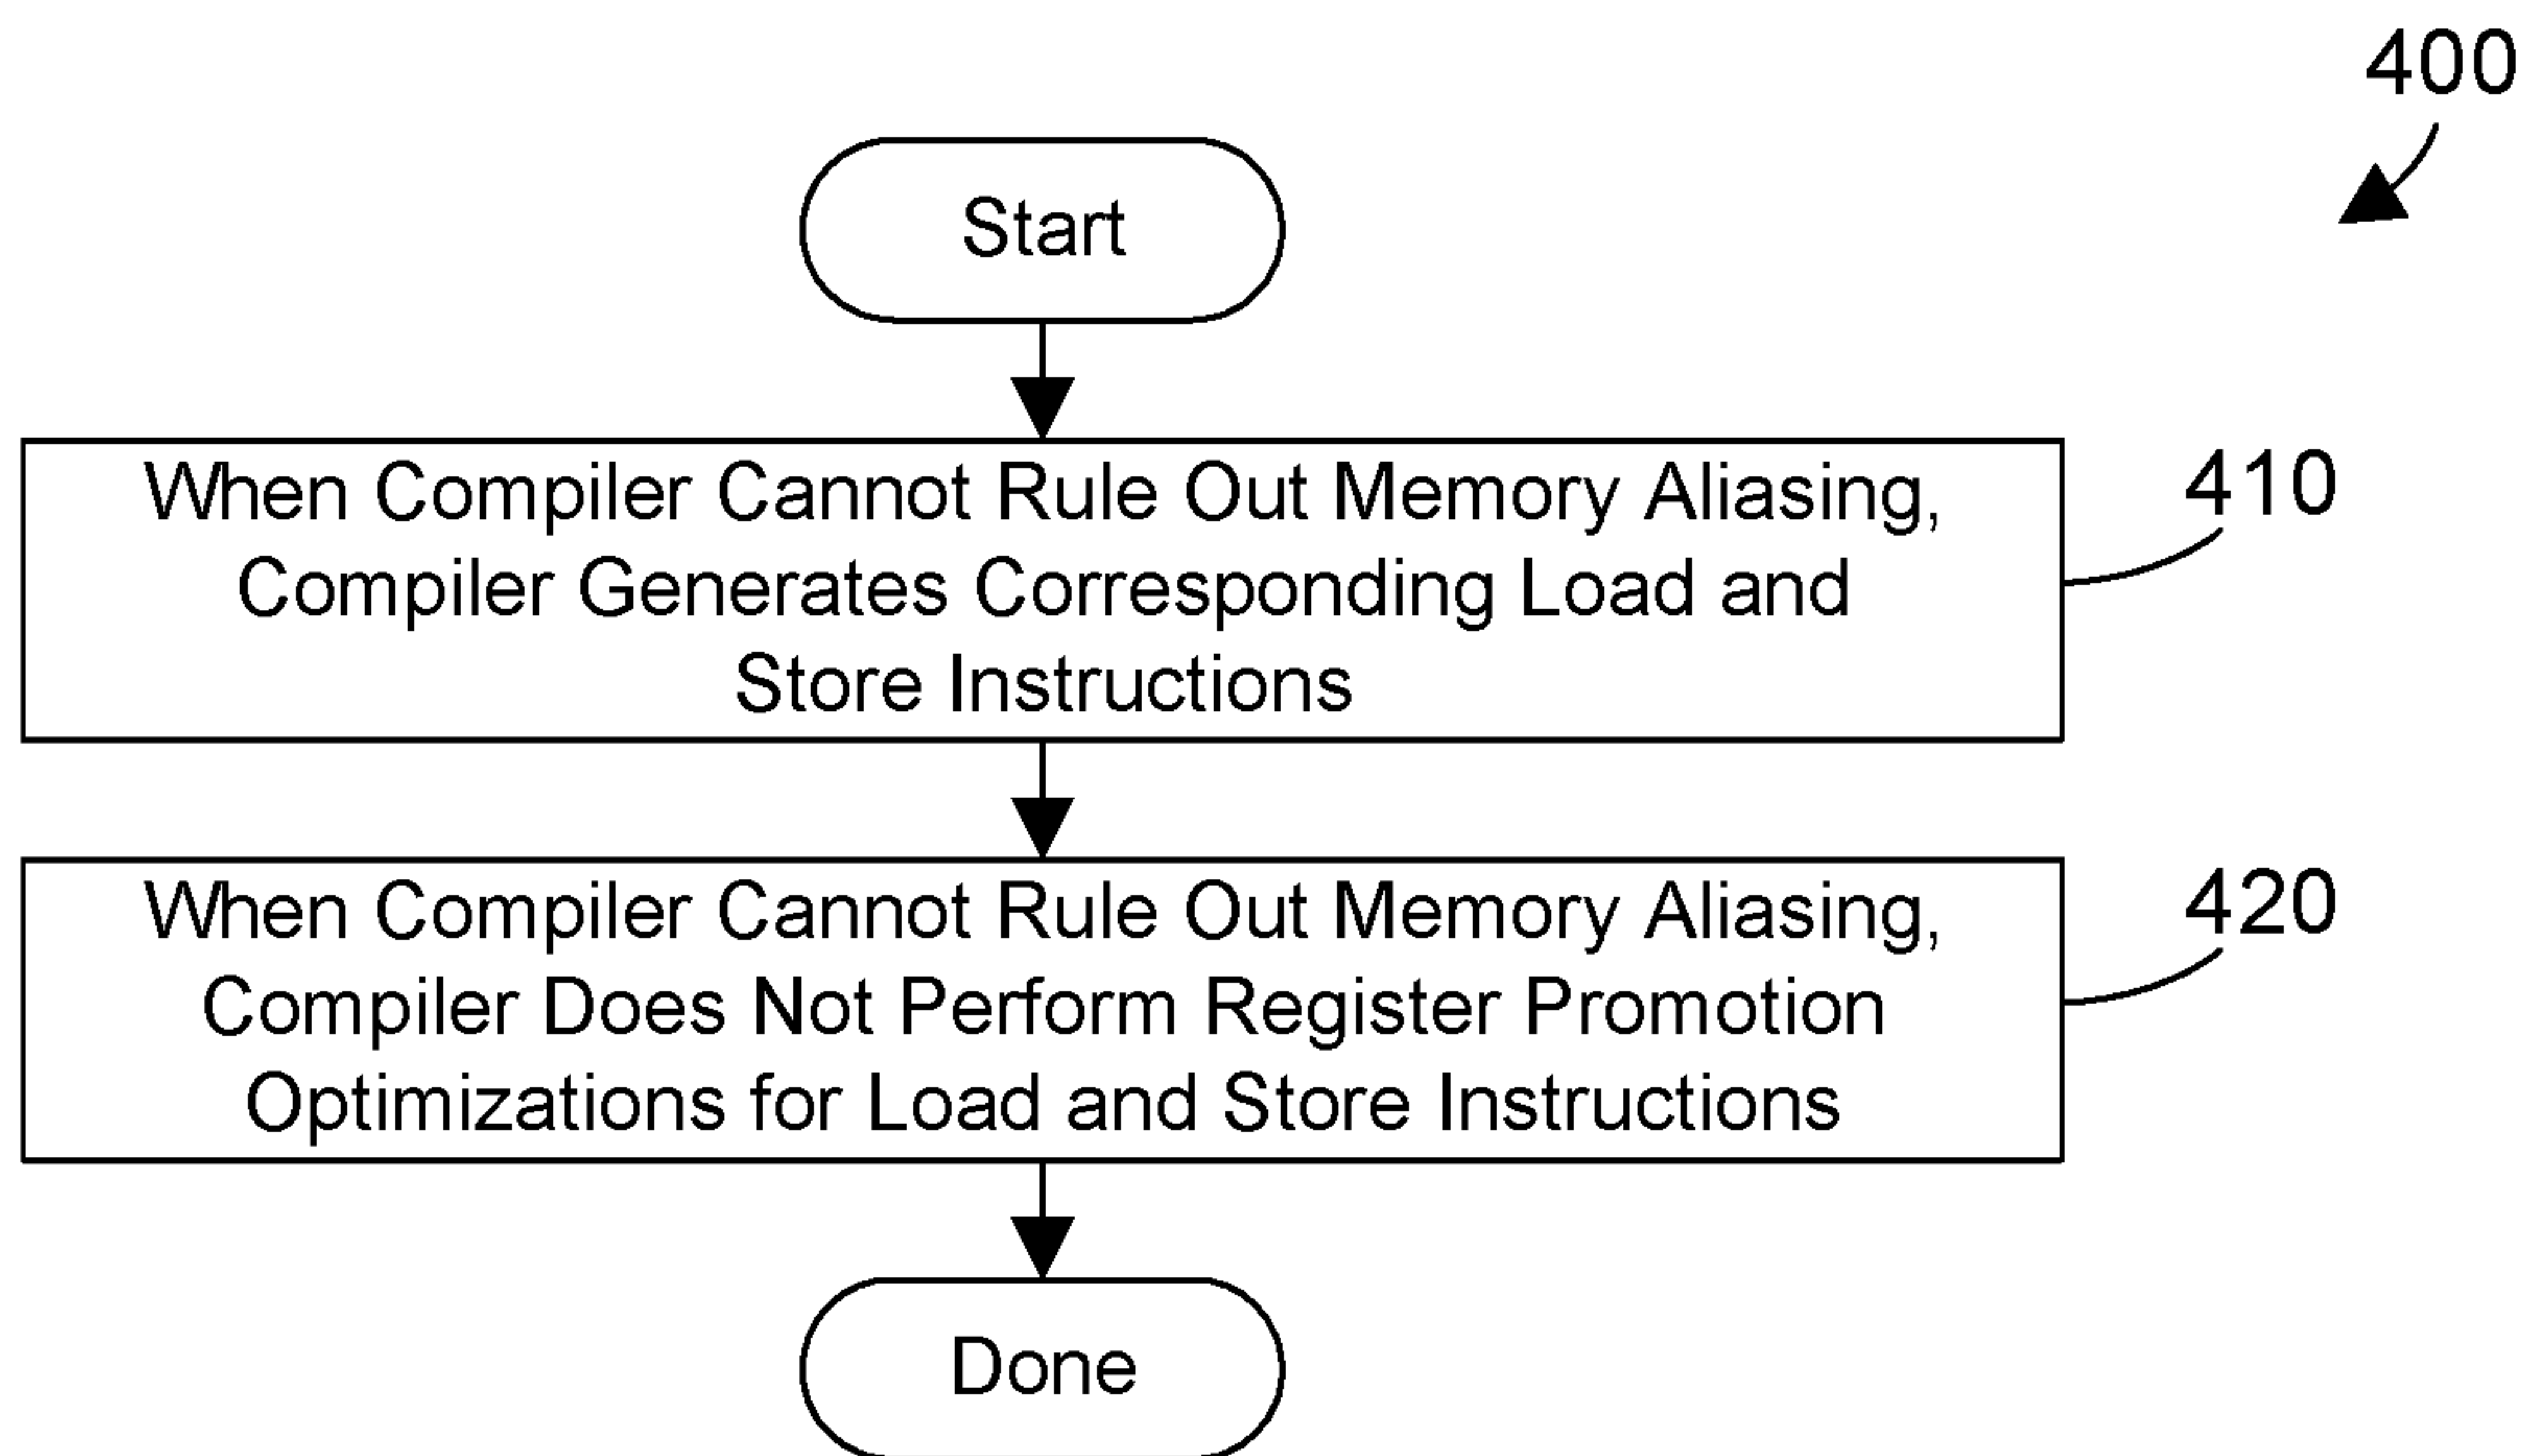 400
Start
When Compiler Cannot Rule Out Memory Aliasing,
Compiler Generates Corresponding Load and
Store Instructions
410
When Compiler Cannot Rule Out Memory Aliasing,
Compiler Does Not Perform Register Promotion
Optimizations for Load and Store Instructions
420
Done